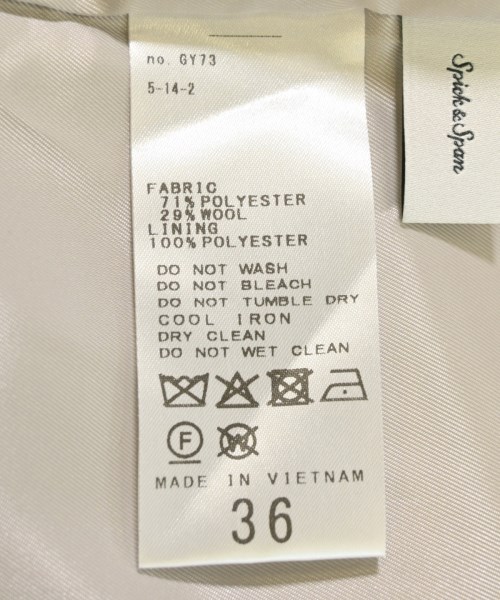 no. GY73
5-14-2
FABRIC
71%POLYESTER
29%WOOL
LINING
100%POLYESTER
DO NOT WASH
DO NOT BLEACH
DO NOT TUMBLE DRY
COOL IRON
DRY CLEAN
DO NOT WET CLEAN
F W
MADE IN VIETNAM
36
Spick&Span